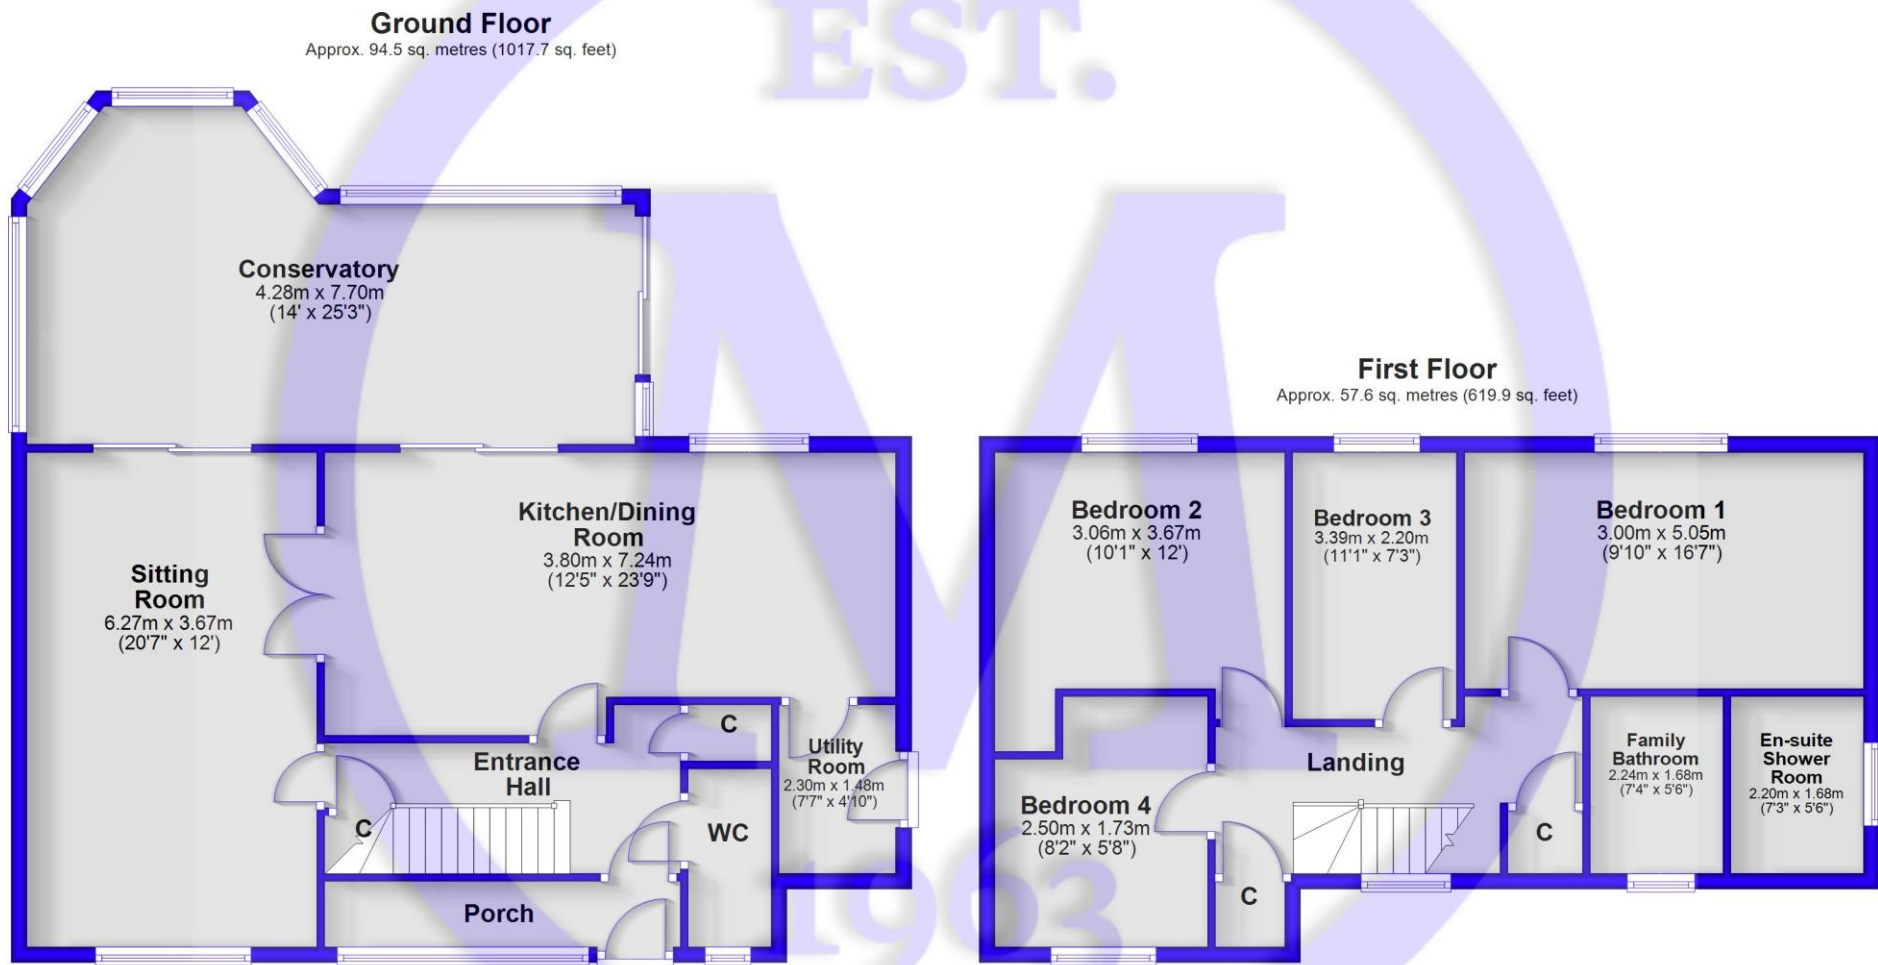 Ground Floor
Approx. 94.5 sq. metres (1017.7 sq. feet)
EST.
Conservatory
4.28m x 7.70m
(14' x 25'3")
Kitchen/Dining
Room
3.80m x 7.24m
(12'5" x 23'9")
Sitting
Room
6.27m x 3.67m
(20'7" x 12')
C
Entrance
Hall
Utility
Room
2.30m x 1.48m
(7'7" x 4'10")
C
WC
Porch
M
1963
First Floor
Approx. 57.6 sq. metres (619.9 sq. feet)
Bedroom 2
3.06m x 3.67m
(10'1" x 12')
Bedroom 3
3.39m x 2.20m
(11'1" x 7'3")
Bedroom 1
3.00m x 5.05m
(9'10" x 16'7")
Landing
Family
Bathroom
2.24m x 1.68m
(7'4" x 5'6")
En-suite
Shower
Room
2.20m x 1.68m
(7'3" x 5'6")
Bedroom 4
2.50m x 1.73m
(8'2" x 5'8")
C
C